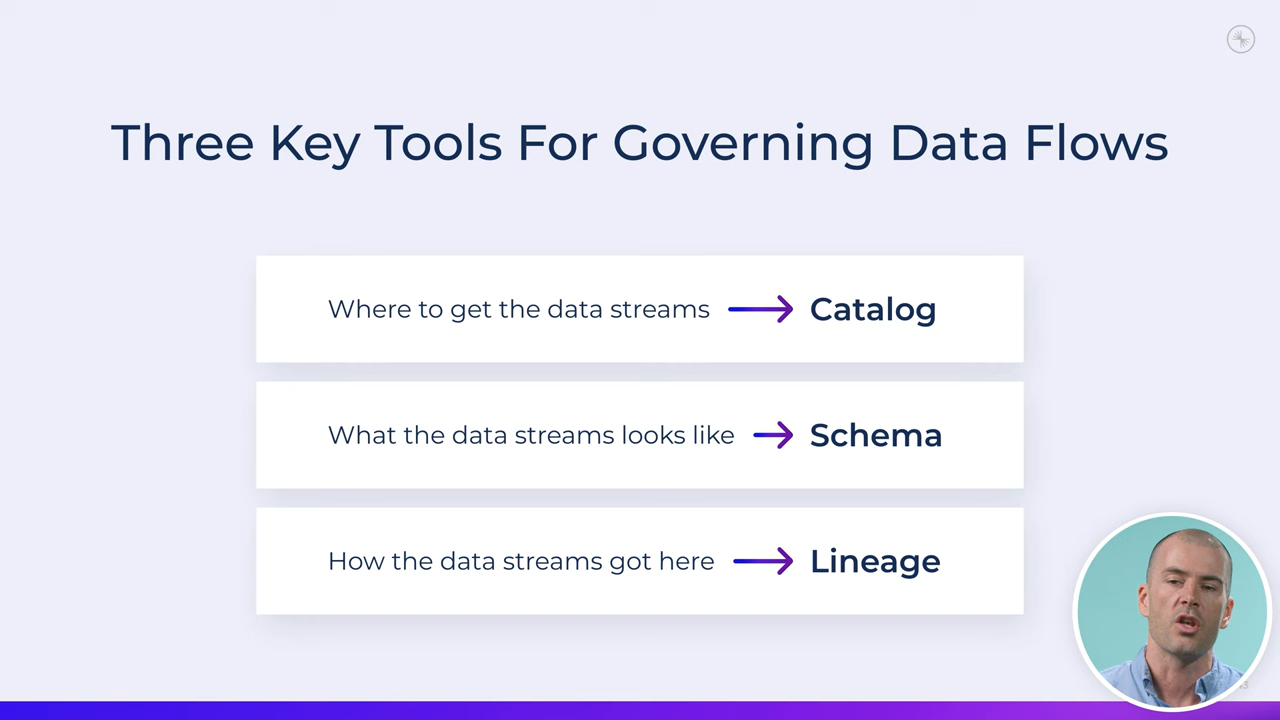 Three Key Tools For Governing Data Flows
Where to get the data streams → Catalog
What the data streams looks like → Schema
How the data streams got here → Lineage